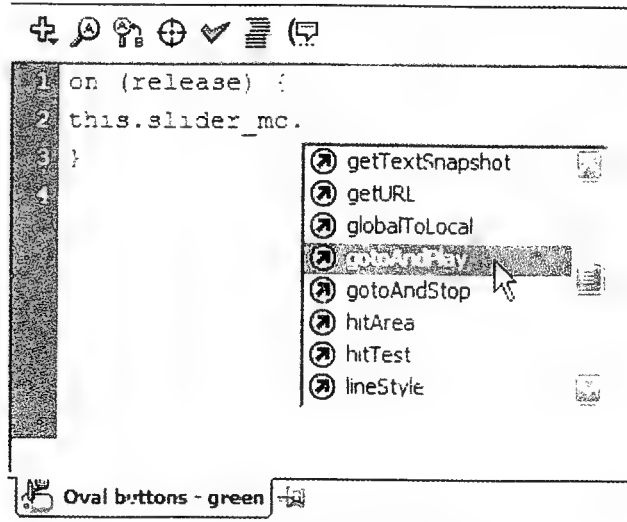 1 on (release) {
2 this.slider_mc.
3 }
4
getTextSnapshot
getURL
globalToLocal
gotoAndPlay
gotoAndStop
hitArea
hitTest
lineStyle
Oval buttons - green